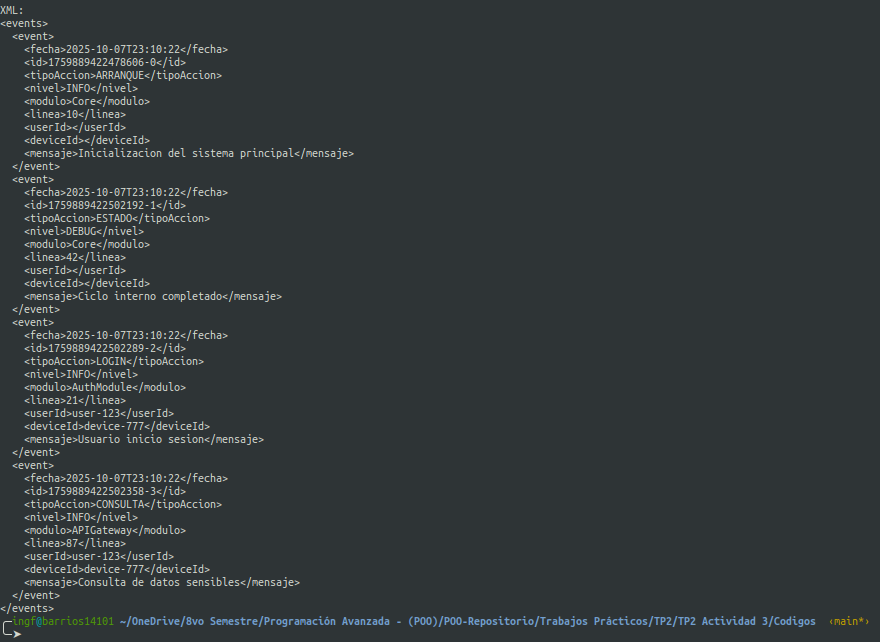 XML:
<events>
  <event>
    <fecha>2025-10-07T23:10:22</fecha>
    <id>1759889422478606-0</id>
    <tipoAccion>ARRANQUE</tipoAccion>
    <nivel>INFO</nivel>
    <modulo>Core</modulo>
    <linea>10</linea>
    <userId></userId>
    <deviceId></deviceId>
    <mensaje>Inicializacion del sistema principal</mensaje>
  </event>
  <event>
    <fecha>2025-10-07T23:10:22</fecha>
    <id>1759889422502192-1</id>
    <tipoAccion>ESTADO</tipoAccion>
    <nivel>DEBUG</nivel>
    <modulo>Core</modulo>
    <linea>42</linea>
    <userId></userId>
    <deviceId></deviceId>
    <mensaje>Ciclo interno completado</mensaje>
  </event>
  <event>
    <fecha>2025-10-07T23:10:22</fecha>
    <id>1759889422502289-2</id>
    <tipoAccion>LOGIN</tipoAccion>
    <nivel>INFO</nivel>
    <modulo>AuthModule</modulo>
    <linea>21</linea>
    <userId>user-123</userId>
    <deviceId>device-777</deviceId>
    <mensaje>Usuario inicio sesion</mensaje>
  </event>
  <event>
    <fecha>2025-10-07T23:10:22</fecha>
    <id>1759889422502358-3</id>
    <tipoAccion>CONSULTA</tipoAccion>
    <nivel>INFO</nivel>
    <modulo>APIGateway</modulo>
    <linea>87</linea>
    <userId>user-123</userId>
    <deviceId>device-777</deviceId>
    <mensaje>Consulta de datos sensibles</mensaje>
  </event>
</events>
ingf@barrios14101 ~/OneDrive/8vo Semestre/Programación Avanzada - (POO)/POO-Repositorio/Trabajos Prácticos/TP2/TP2 Actividad 3/Codigos ‹main*›